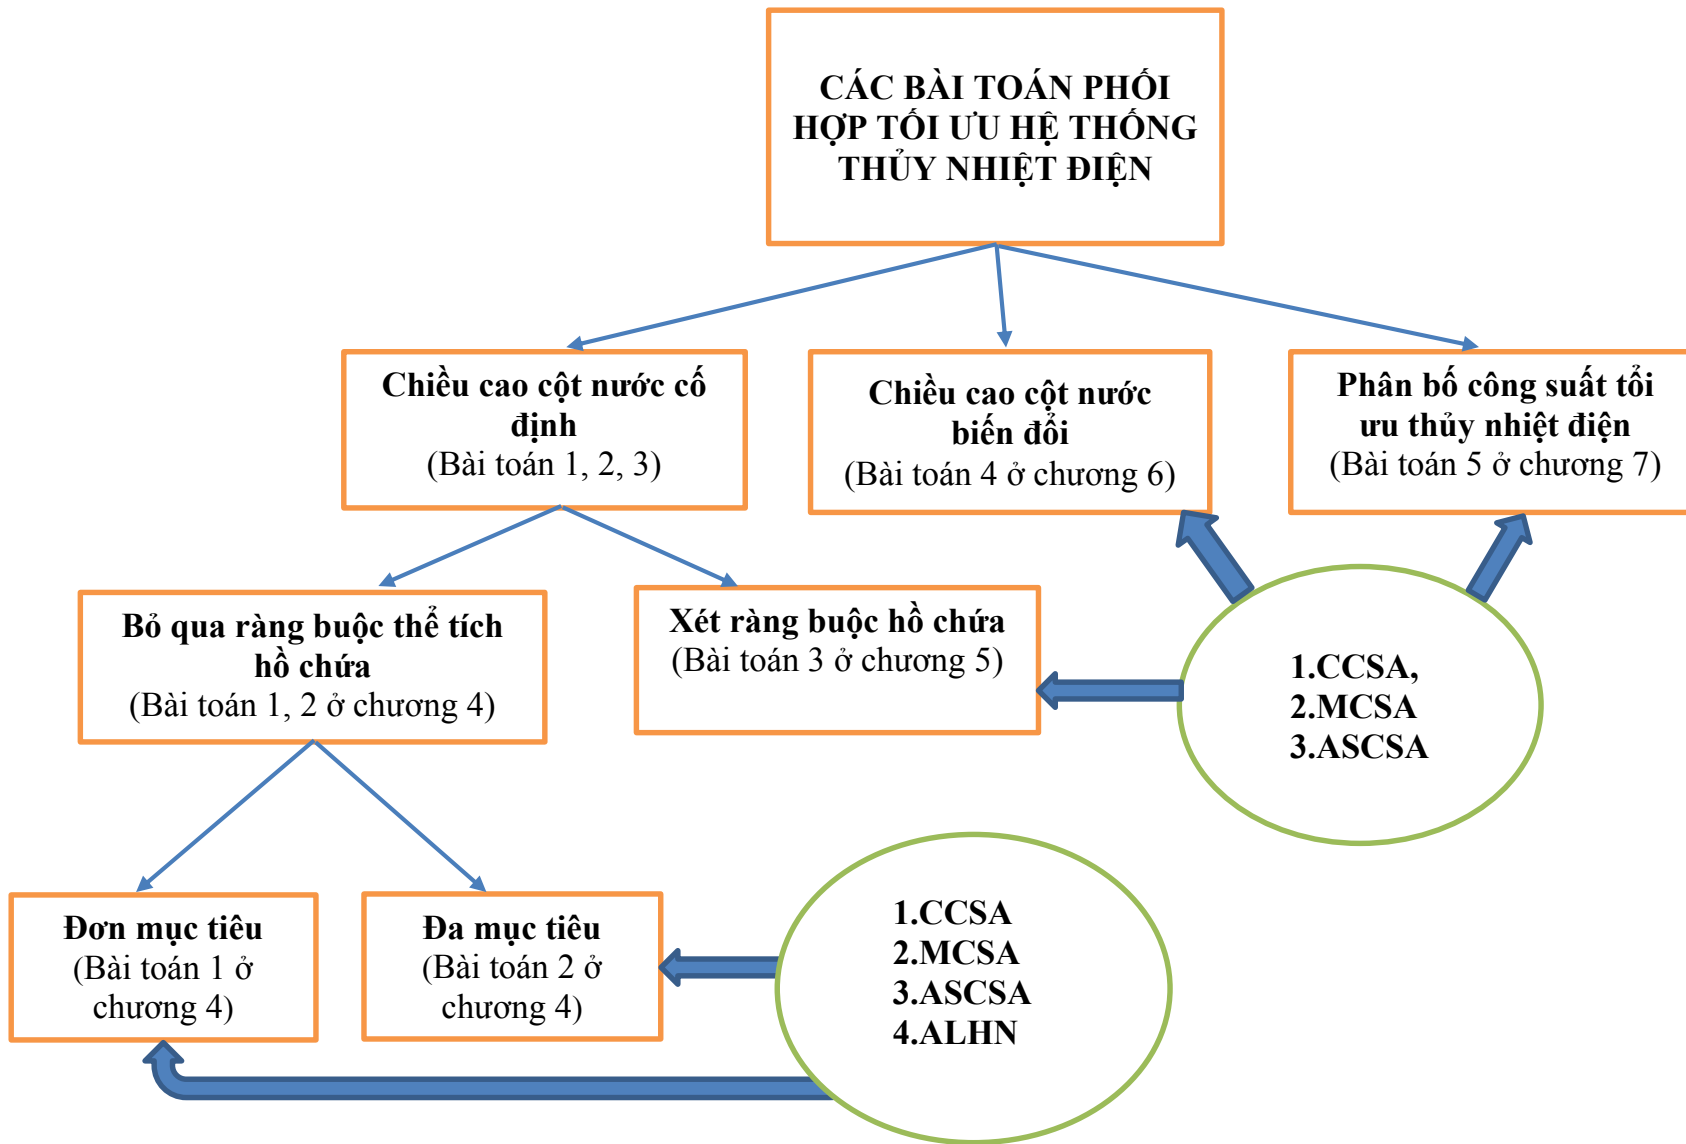 CÁC BÀI TOÁN PHỐI
HỢP TỐI ƯU HỆ THỐNG
THỦY NHIỆT ĐIỆN
Chiều cao cột nước cố
định
(Bài toán 1, 2, 3)
Chiều cao cột nước
biến đổi
(Bài toán 4 ở chương 6)
Phân bố công suất tổi
ưu thủy nhiệt điện
(Bài toán 5 ở chương 7)
Bỏ qua ràng buộc thể tích
hồ chứa
(Bài toán 1, 2 ở chương 4)
Xét ràng buộc hồ chứa
(Bài toán 3 ở chương 5)
1.CCSA,
2.MCSA
3.ASCSA
Đơn mục tiêu
(Bài toán 1 ở
chương 4)
Đa mục tiêu
(Bài toán 2 ở
chương 4)
1.CCSA
2.MCSA
3.ASCSA
4.ALHN